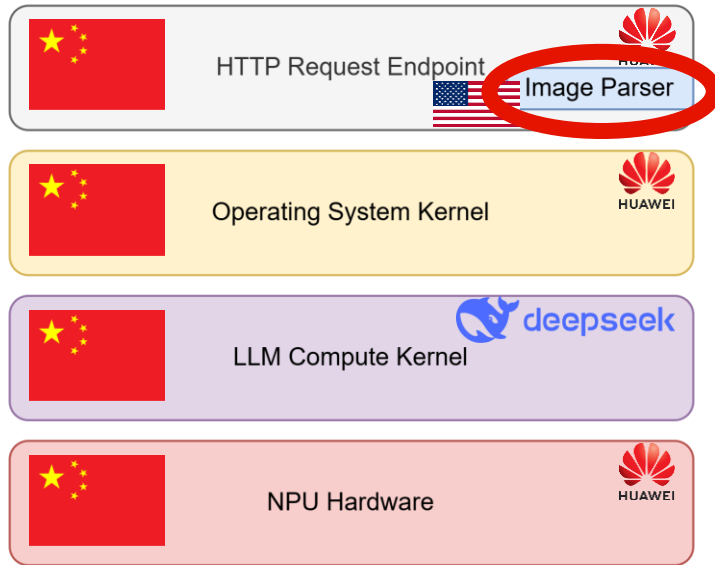 HTTP Request Endpoint
Image Parser
Operating System Kernel
HUAWEI
deepseek
LLM Compute Kernel
NPU Hardware
HUAWEI